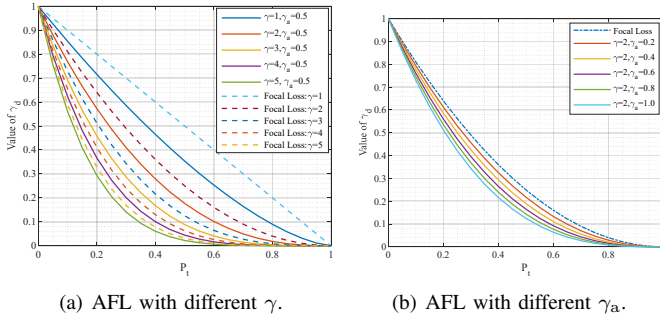 1
0.9
0.8
0.7
0.6
0.5
0.4
0.3
0.2
0.1
0
Value of γd
γ=1,γa=0.5
γ=2,γa=0.5
γ=3,γa=0.5
γ=4,γa=0.5
γ=5, γa=0.5
Focal Loss:γ=1
Focal Loss:γ=2
Focal Loss:γ=3
Focal Loss:γ=4
Focal Loss:γ=5
0 0.2 0.4 0.6 0.8 1
Pt
(a) AFL with different γ.
1
0.9
0.8
0.7
0.6
0.5
0.4
0.3
0.2
0.1
0
Value of γd
Focal Loss
γ=2,γa=0.2
γ=2,γa=0.4
γ=2,γa=0.6
γ=2,γa=0.8
γ=2,γa=1.0
0 0.2 0.4 0.6 0.8
Pt
(b) AFL with different γa.